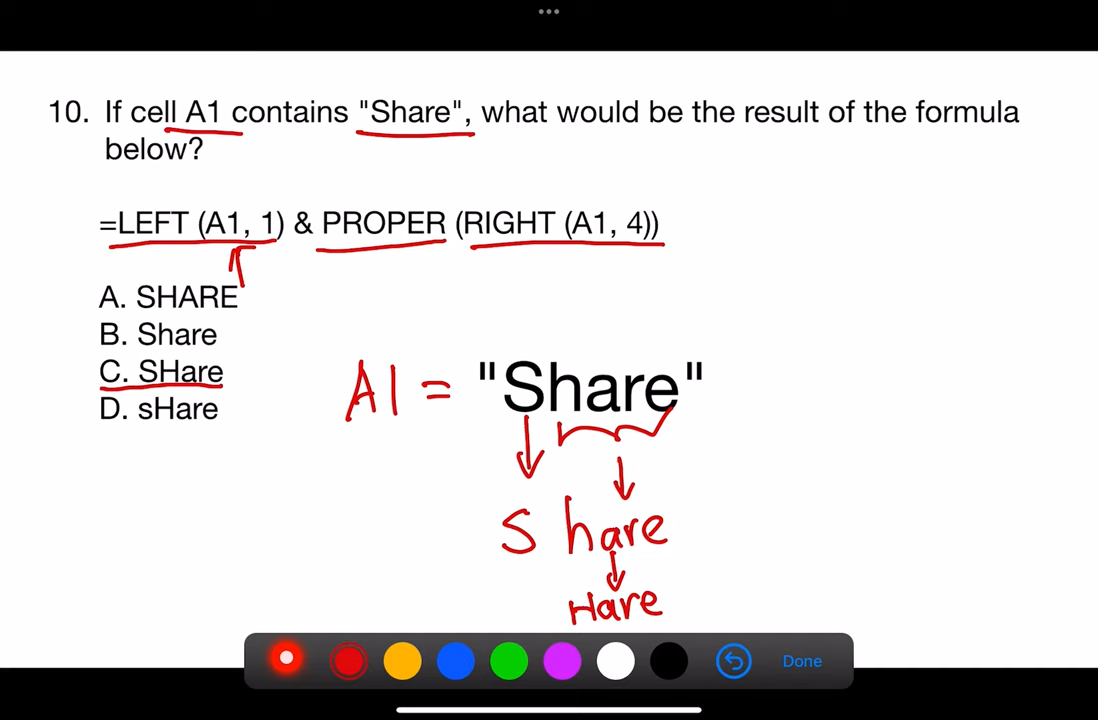 10. If cell A1 contains "Share", what would be the result of the formula
below?
=LEFT (A1, 1) & PROPER (RIGHT (A1, 4))
A. SHARE
B. Share
C. SHare
D. sHare
A1 = "Share"
S hare
Hare
Done